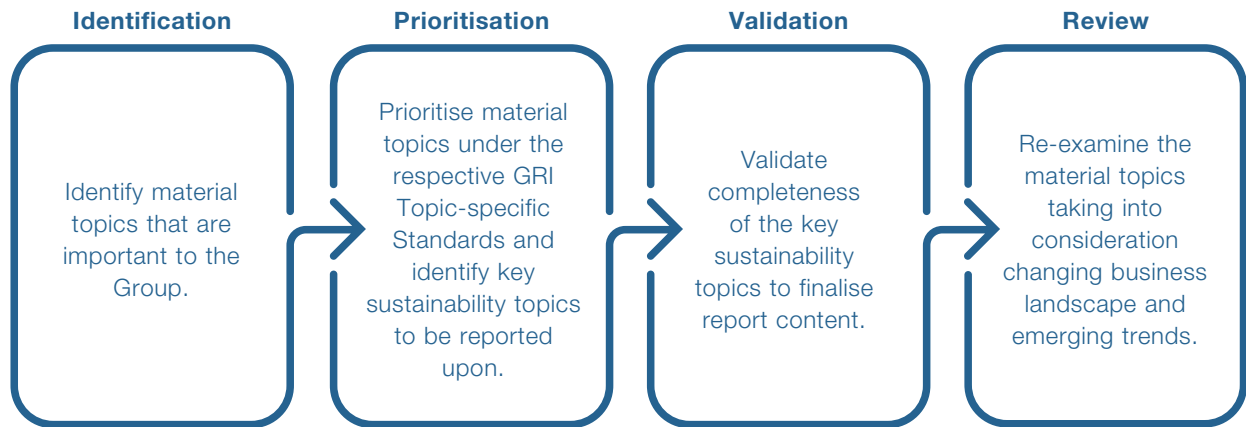 Identification
Identify material
topics that are
important to the
Group.
Prioritisation
Prioritise material
topics under the
respective GRI
Topic-specific
Standards and
identify key
sustainability topics
to be reported
upon.
Validation
Validate
completeness
of the key
sustainability
topics to finalise
report content.
Review
Re-examine the
material topics
taking into
consideration
changing business
landscape and
emerging trends.